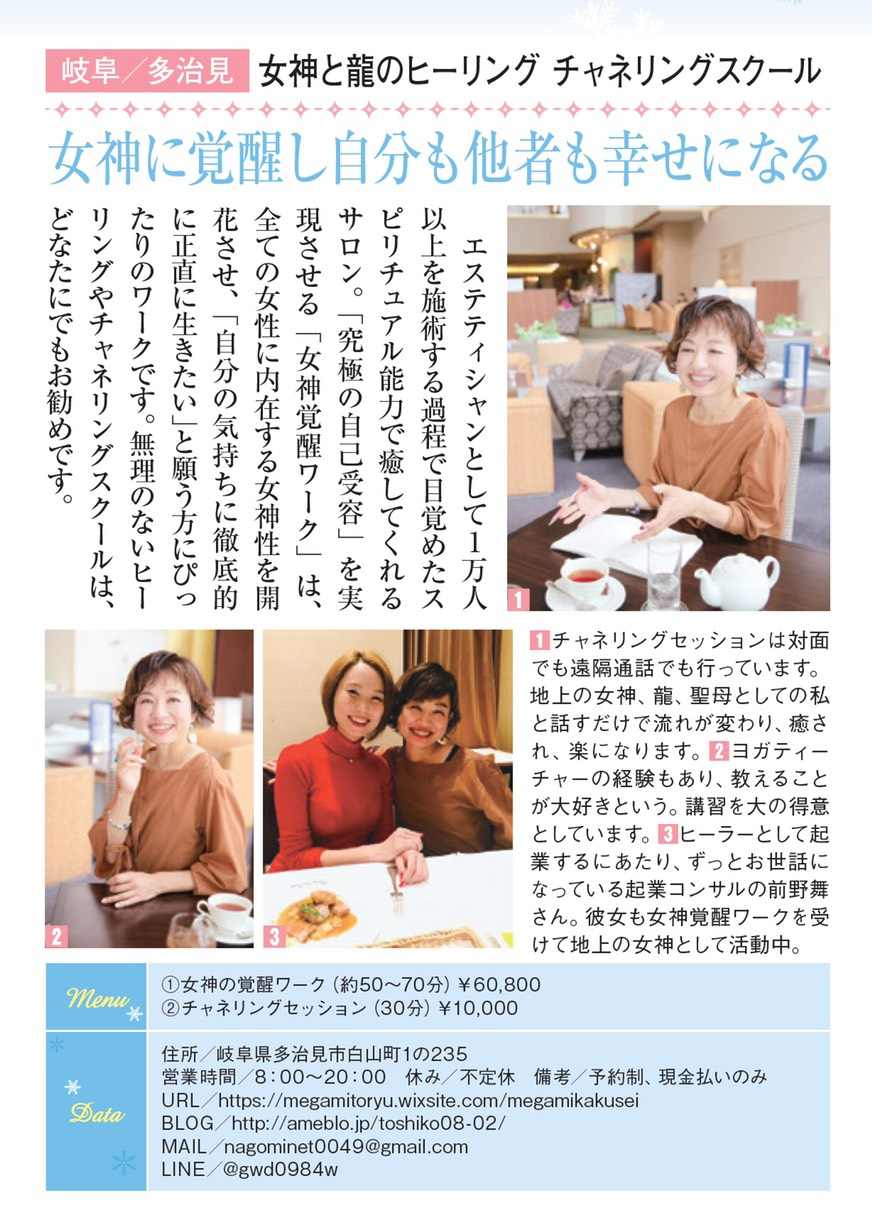 岐阜／多治見 女神と龍のヒーリング チャネリングスクール
女神に覚醒し自分も他者も幸せになる
エステティシャンとして1万人
以上を施術する過程で目覚めたス
ピリチュアル能力で癒してくれる
サロン。「究極の自己受容」を実
現させる「女神覚醒ワーク」は、
全ての女性に内在する女神性を開
花させ、「自分の気持ちに徹底的
に正直に生きたい」と願う方にぴっ
たりのワークです。無理のないヒー
リングやチャネリングスクールは、
どなたにでもお勧めです。
1
2
3
1チャネリングセッションは対面
でも遠隔通話でも行っています。
地上の女神、龍、聖母としての私
と話すだけで流れが変わり、癒さ
れ、楽になります。2ヨガティー
チャーの経験もあり、教えること
が大好きという。講習を大の得意
としています。3ヒーラーとして起
業するにあたり、ずっとお世話に
なっている起業コンサルの前野舞
さん。彼女も女神覚醒ワークを受
けて地上の女神として活動中。
Menu
①女神の覚醒ワーク（約50～70分）￥60,800
②チャネリングセッション（30分）￥10,000
Data
住所／岐阜県多治見市白山町1の235
営業時間／8：00～20：00　休み／不定休　備考／予約制、現金払いのみ
URL／https://megamitoryu.wixsite.com/megamikakusei
BLOG／http://ameblo.jp/toshiko08-02/
MAIL／nagominet0049@gmail.com
LINE／@gwd0984w